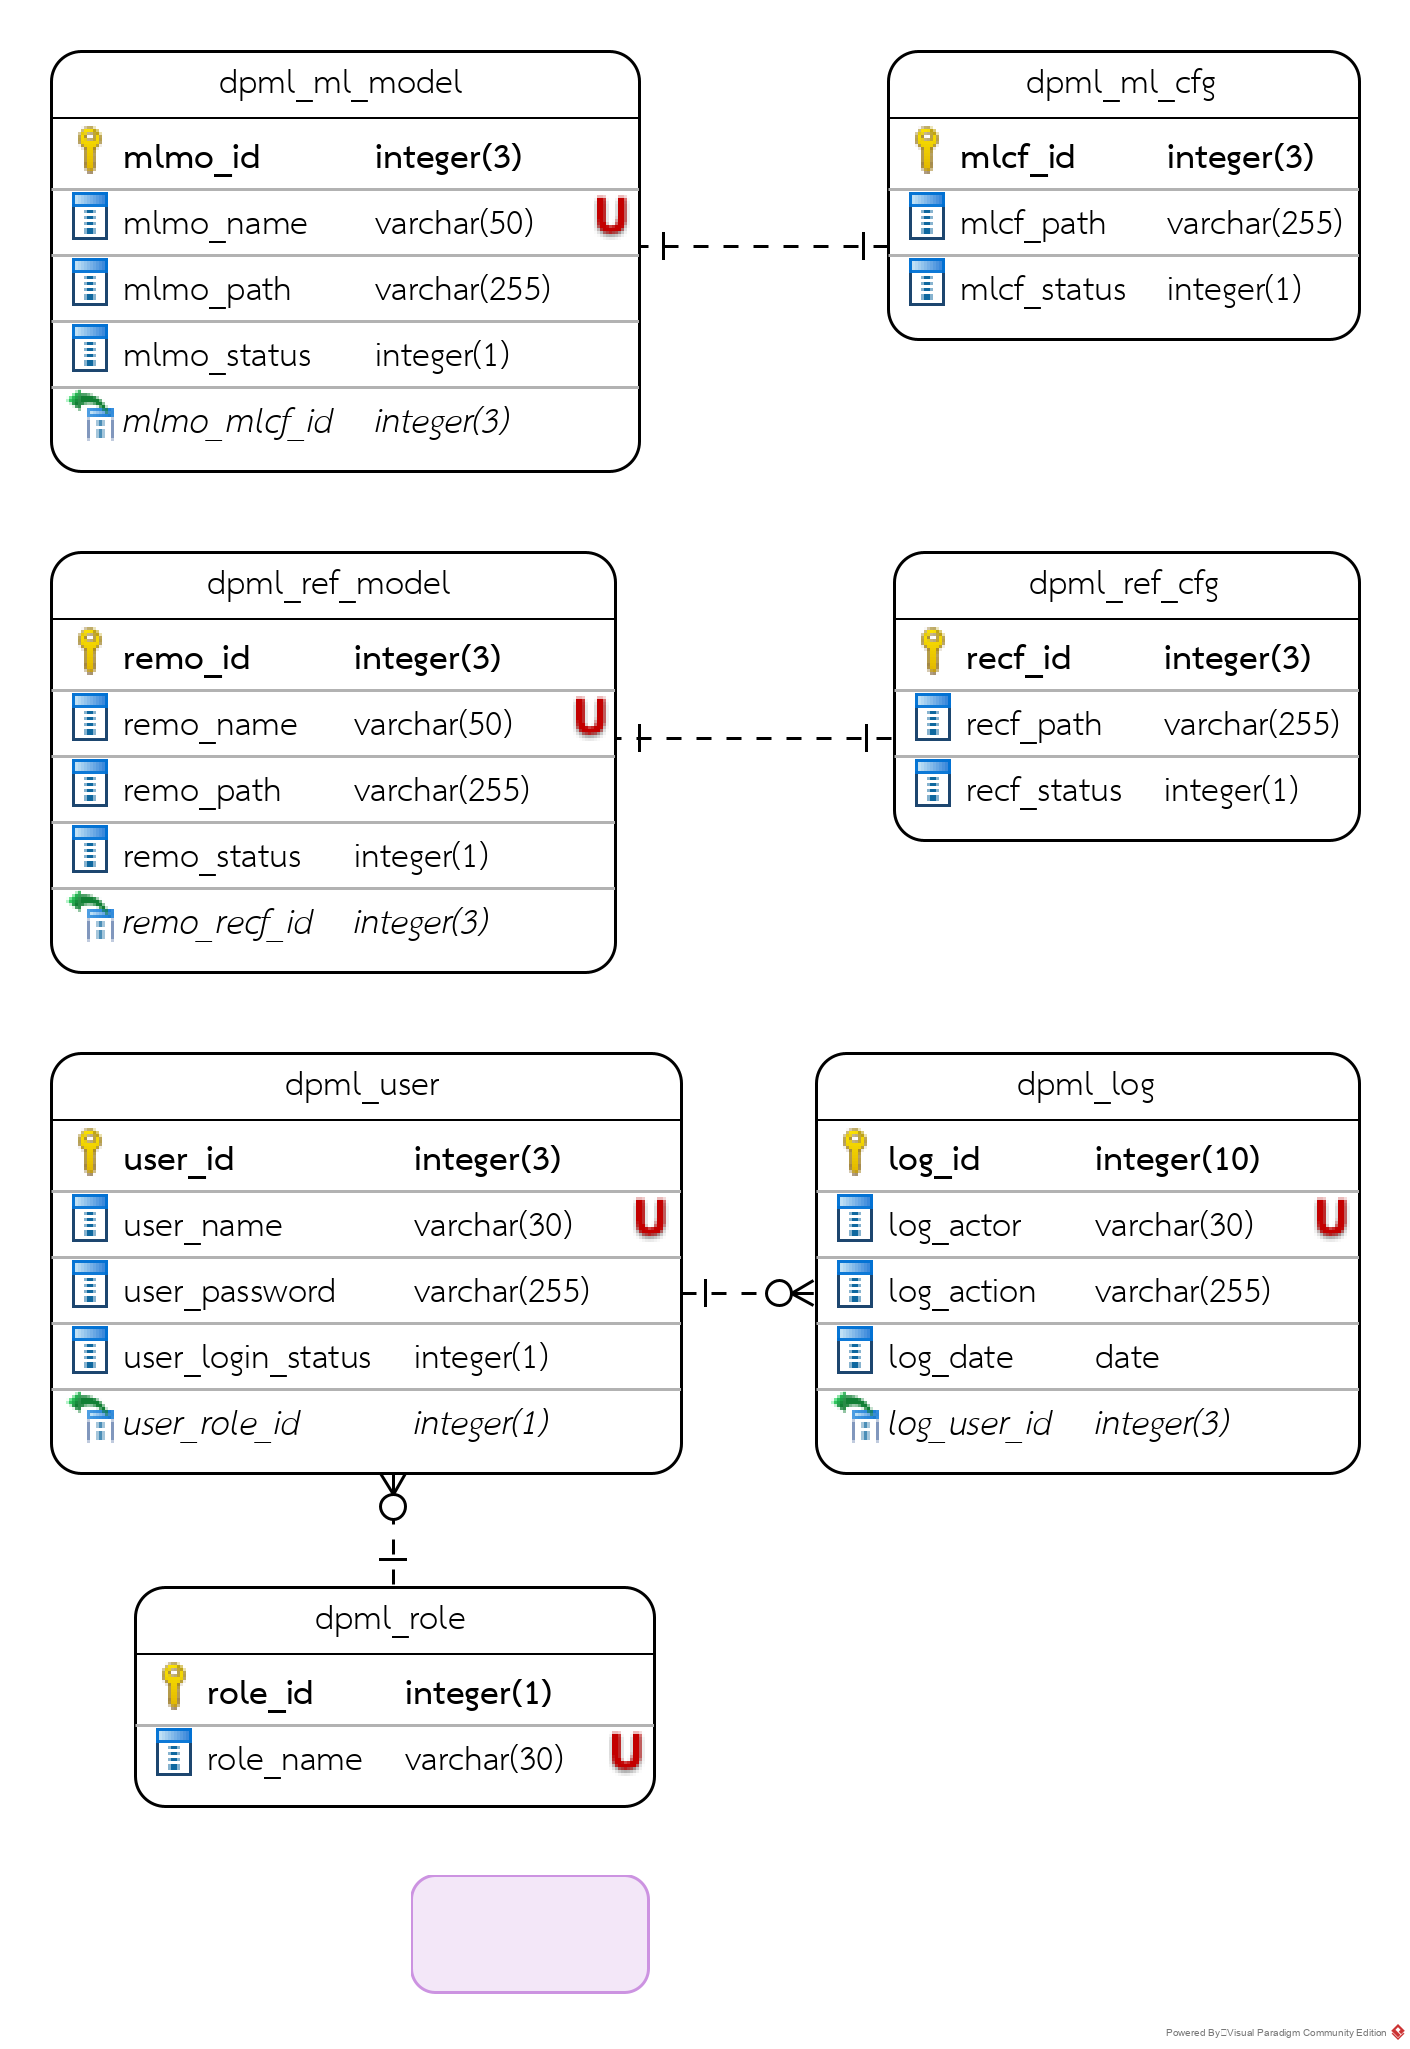 dpml_ml_model
mlmo_id integer(3)
mlmo_name varchar(50) U
mlmo_path varchar(255)
mlmo_status integer(1)
mlmo_mlcf_id integer(3)
dpml_ml_cfg
mlcf_id integer(3)
mlcf_path varchar(255)
mlcf_status integer(1)
dpml_ref_model
remo_id integer(3)
remo_name varchar(50) U
remo_path varchar(255)
remo_status integer(1)
remo_recf_id integer(3)
dpml_ref_cfg
recf_id integer(3)
recf_path varchar(255)
recf_status integer(1)
dpml_user
user_id integer(3)
user_name varchar(30) U
user_password varchar(255)
user_login_status integer(1)
user_role_id integer(1)
dpml_log
log_id integer(10)
log_actor varchar(30) U
log_action varchar(255)
log_date date
log_user_id integer(3)
dpml_role
role_id integer(1)
role_name varchar(30) U
Powered By Visual Paradigm Community Edition